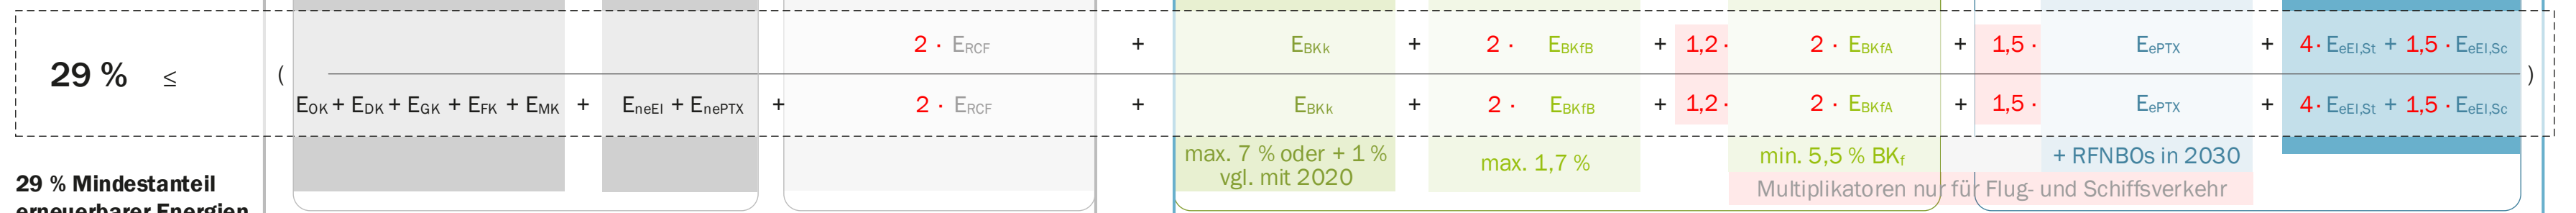 2 · ERCF + EBKk + 2 · EBKfB + 1,2 · 2 · EBKfA + 1,5 · EePTX + 4 · EeEl,St + 1,5 · EeEl,Sc
29 % ≤ ( )
EOK + EDK + EGK + EFK + EMK + EneEl + EnePTX + 2 · ERCF + EBKk + 2 · EBKfB + 1,2 · 2 · EBKfA + 1,5 · EePTX + 4 · EeEl,St + 1,5 · EeEl,Sc
max. 7 % oder + 1 %
vgl. mit 2020
max. 1,7 %
min. 5,5 % BKf
+ RFNBOs in 2030
Multiplikatoren nur für Flug- und Schiffsverkehr
29 % Mindestanteil
erneuerbarer Energien